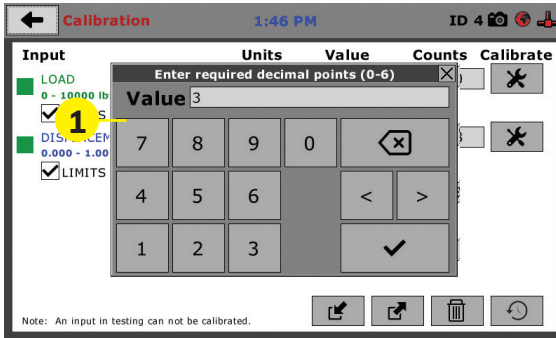 Calibration 1:46 PM ID 4
Input Units Value Counts Calibrate
LOAD
0 - 10000 lb
DISPLACEM
0.000 - 1.00
LIMITS
Enter required decimal points (0-6)
Value 3
1
7 8 9 0
4 5 6 < >
1 2 3
Note: An input in testing can not be calibrated.